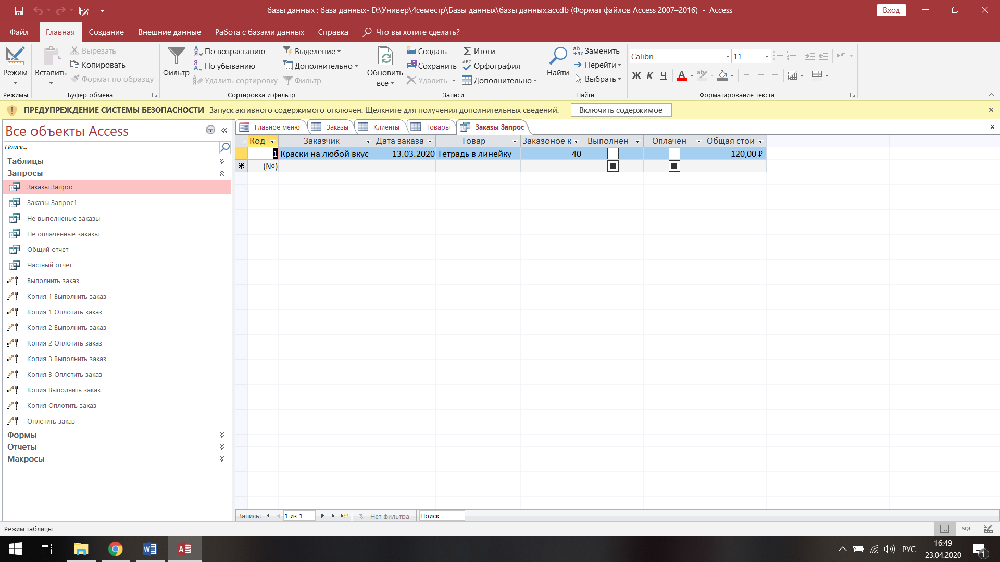 базы данных : база данных- D:\Универ\4семестр\Базы данных\базы данных.accdb (Формат файлов Access 2007–2016) - Access
Вход
Файл
Главная
Создание
Внешние данные
Работа с базами данных
Справка
Что вы хотите сделать?
Режим
Режимы
Вставить
Вырезать
Копировать
Формат по образцу
Буфер обмена
Фильтр
По возрастанию
По убыванию
Удалить сортировку
Выделение
Дополнительно
Фильтр
Сортировка и фильтр
Обновить
все
Создать
Сохранить
Удалить
Итоги
Орфография
Дополнительно
Записи
Найти
Заменить
Перейти
Выбрать
Найти
Calibri
11
Ж К Ч
Форматирование текста
ПРЕДУПРЕЖДЕНИЕ СИСТЕМЫ БЕЗОПАСНОСТИ Запуск активного содержимого отключен. Щелкните для получения дополнительных сведений.
Включить содержимое
Все объекты Access
Поиск...
Таблицы
Запросы
Заказы Запрос
Заказы Запрос1
Не выполненые заказы
Не оплаченные заказы
Общий отчет
Частный отчет
Выполнить заказ
Копия 1 Выполнить заказ
Копия 1 Оплотить заказ
Копия 2 Выполнить заказ
Копия 2 Оплотить заказ
Копия 3 Выполнить заказ
Копия 3 Оплотить заказ
Копия Выполнить заказ
Копия Оплотить заказ
Оплотить заказ
Формы
Отчеты
Макросы
Главное меню
Заказы
Клиенты
Товары
Заказы Запрос
Код Заказчик Дата заказа Товар Заказоное к Выполнен Оплачен Общая стои
1 Краски на любой вкус 13.03.2020 Тетрадь в линейку 40 120,00 ₽
(№)
Запись: 1 из 1 Нет фильтра Поиск
Режим таблицы
SQL
РУС
16:49
23.04.2020
1